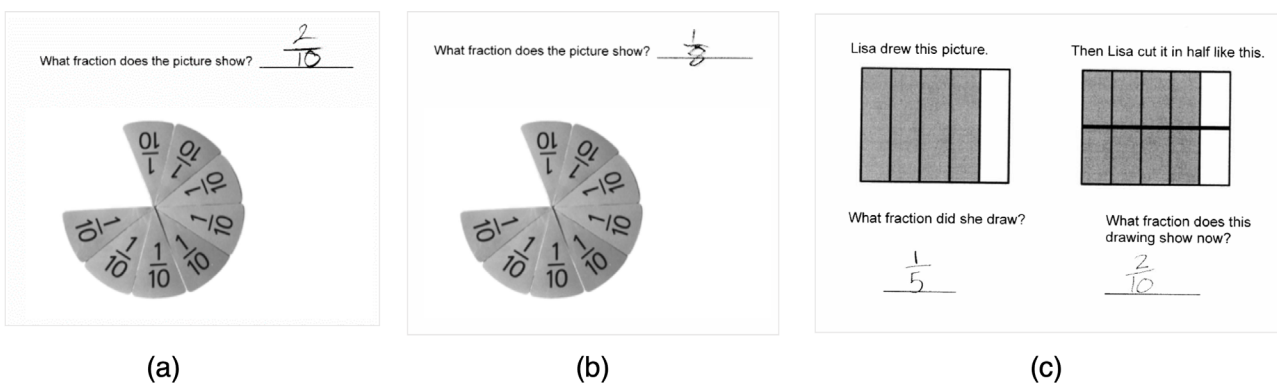 What fraction does the picture show? 2/10
1/10
1/10
1/10
1/10
1/10
1/10
1/10
1/10
(a)
What fraction does the picture show? 1/8
1/10
1/10
1/10
1/10
1/10
1/10
1/10
1/10
(b)
Lisa drew this picture.
What fraction did she draw?
1/5
Then Lisa cut it in half like this.
What fraction does this
drawing show now?
2/10
(c)